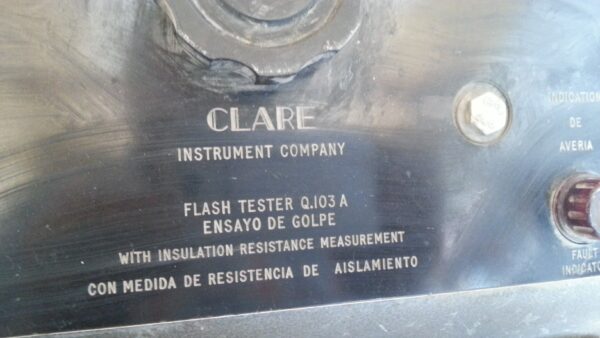 CLARE
INSTRUMENT COMPANY
FLASH TESTER Q.103 A
ENSAYO DE GOLPE
WITH INSULATION RESISTANCE MEASUREMENT
CON MEDIDA DE RESISTENCIA DE AISLAMIENTO
INDICATION
DE
AVERIA
FAULT